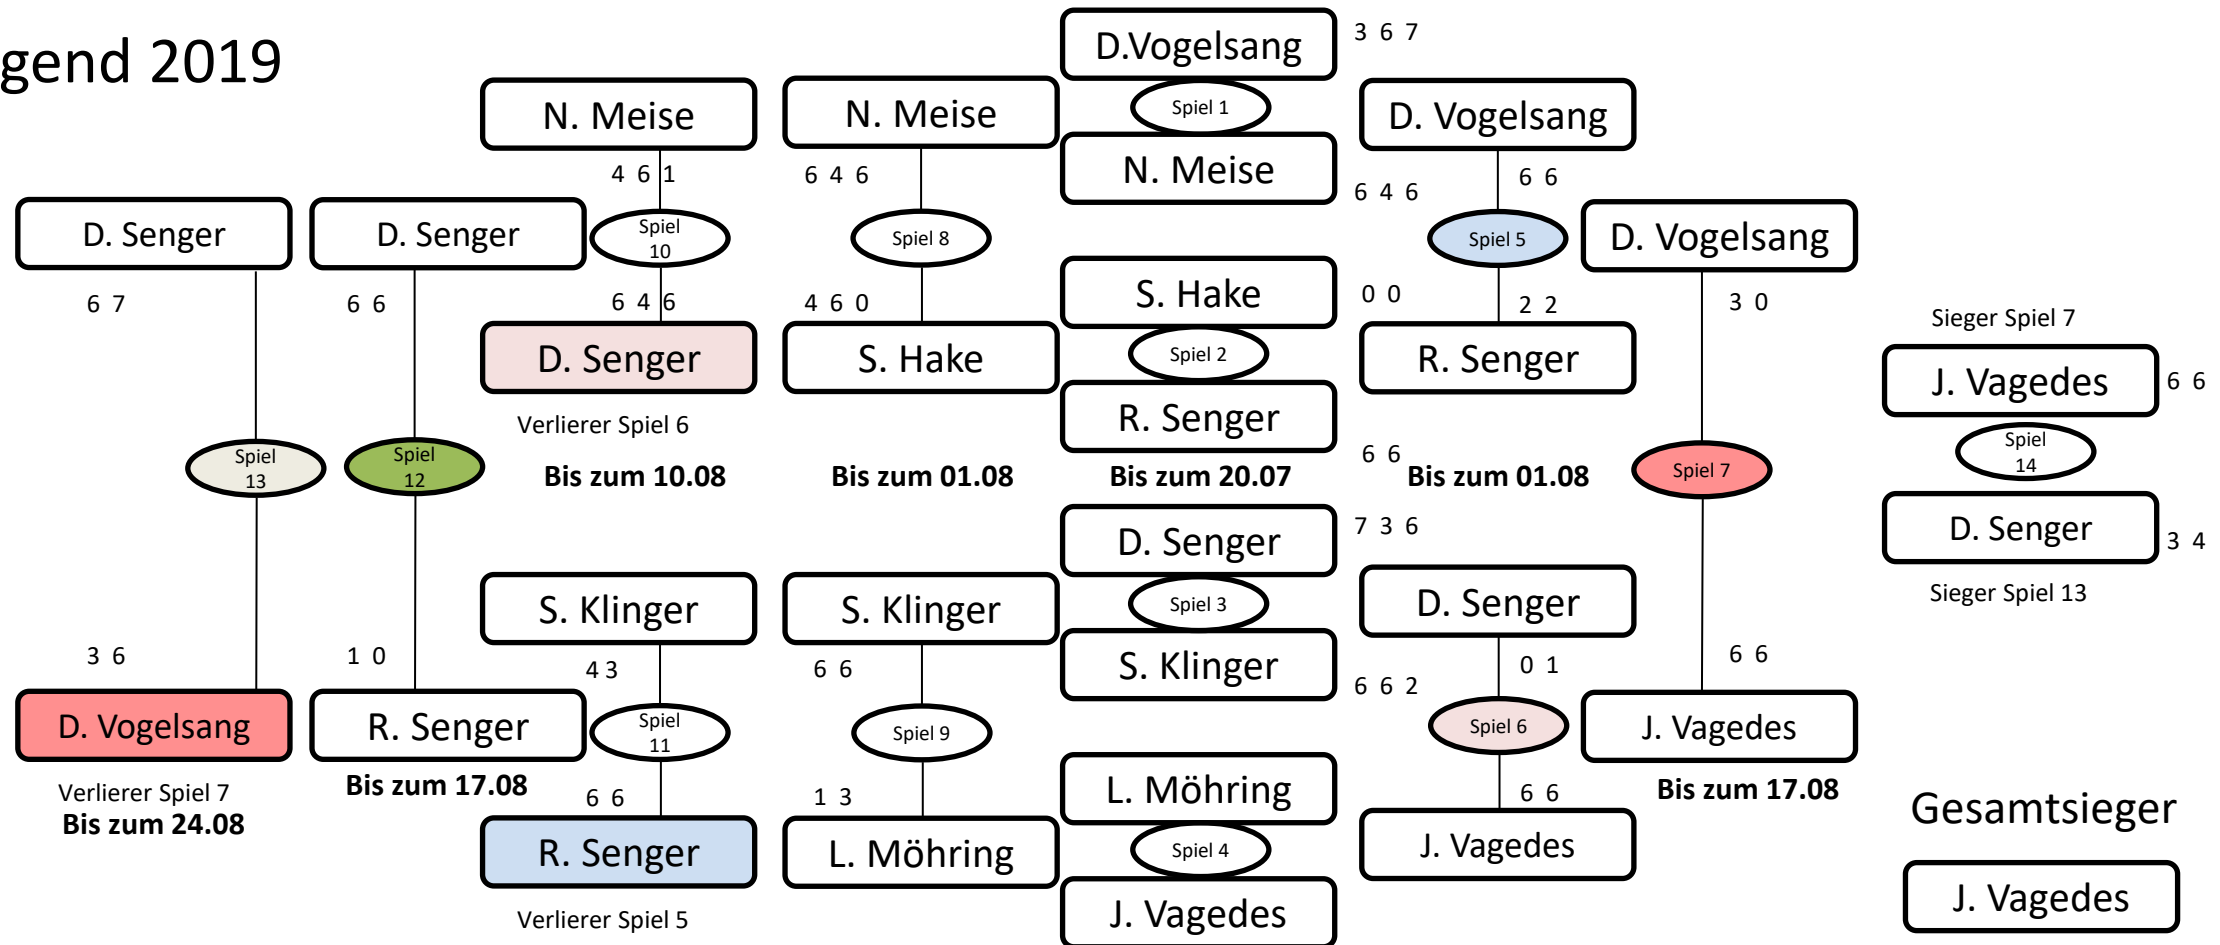 gend 2019
D. Senger
6 7
Spiel
13
3 6
D. Vogelsang
Verlierer Spiel 7
Bis zum 24.08
D. Senger
6 6
Spiel
12
1 0
R. Senger
Bis zum 17.08
N. Meise
4 6 1
Spiel
10
6 4 6
D. Senger
Verlierer Spiel 6
Bis zum 10.08
S. Klinger
4 3
Spiel
11
6 6
R. Senger
Verlierer Spiel 5
N. Meise
6 4 6
Spiel 8
4 6 0
S. Hake
Bis zum 01.08
S. Klinger
6 6
Spiel 9
1 3
L. Möhring
D.Vogelsang
3 6 7
Spiel 1
N. Meise
6 4 6
S. Hake
0 0
Spiel 2
R. Senger
6 6
Bis zum 20.07
D. Senger
7 3 6
Spiel 3
S. Klinger
6 6 2
L. Möhring
Spiel 4
J. Vagedes
D. Vogelsang
6 6
Spiel 5
2 2
R. Senger
Bis zum 01.08
D. Senger
0 1
Spiel 6
6 6
J. Vagedes
D. Vogelsang
3 0
Spiel 7
6 6
J. Vagedes
Bis zum 17.08
Sieger Spiel 7
J. Vagedes
6 6
Spiel
14
D. Senger
3 4
Sieger Spiel 13
Gesamtsieger
J. Vagedes